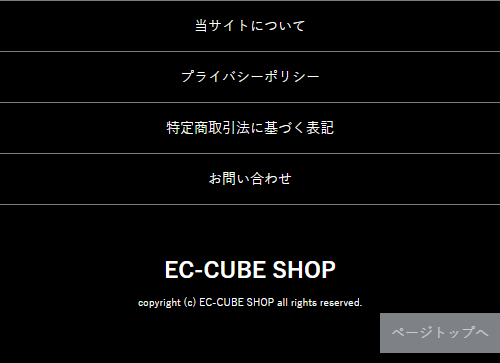 当サイトについて
プライバシーポリシー
特定商取引法に基づく表記
お問い合わせ
EC-CUBE SHOP
copyright (c) EC-CUBE SHOP all rights reserved.
ページトップへ